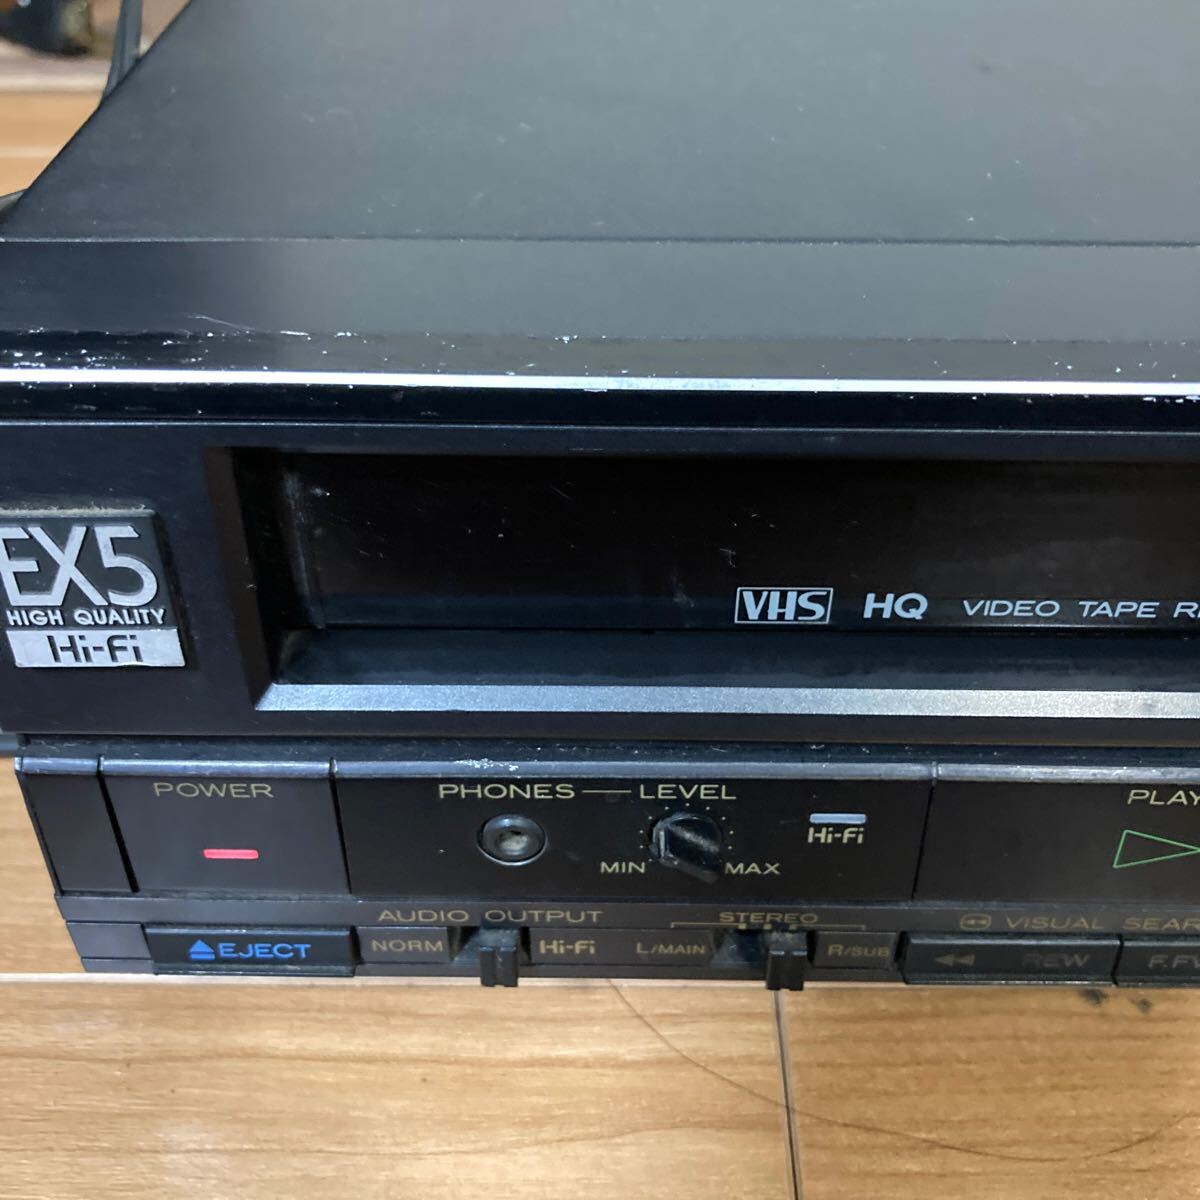 EX5
HIGH QUALITY
Hi-Fi
VHS HQ VIDEO TAPE
POWER
PHONES LEVEL
MIN MAX
Hi-Fi
PLAY
AUDIO OUTPUT
STEREO
VISUAL
EJECT
NORM Hi-Fi
L/MAIN R/SUB
REW